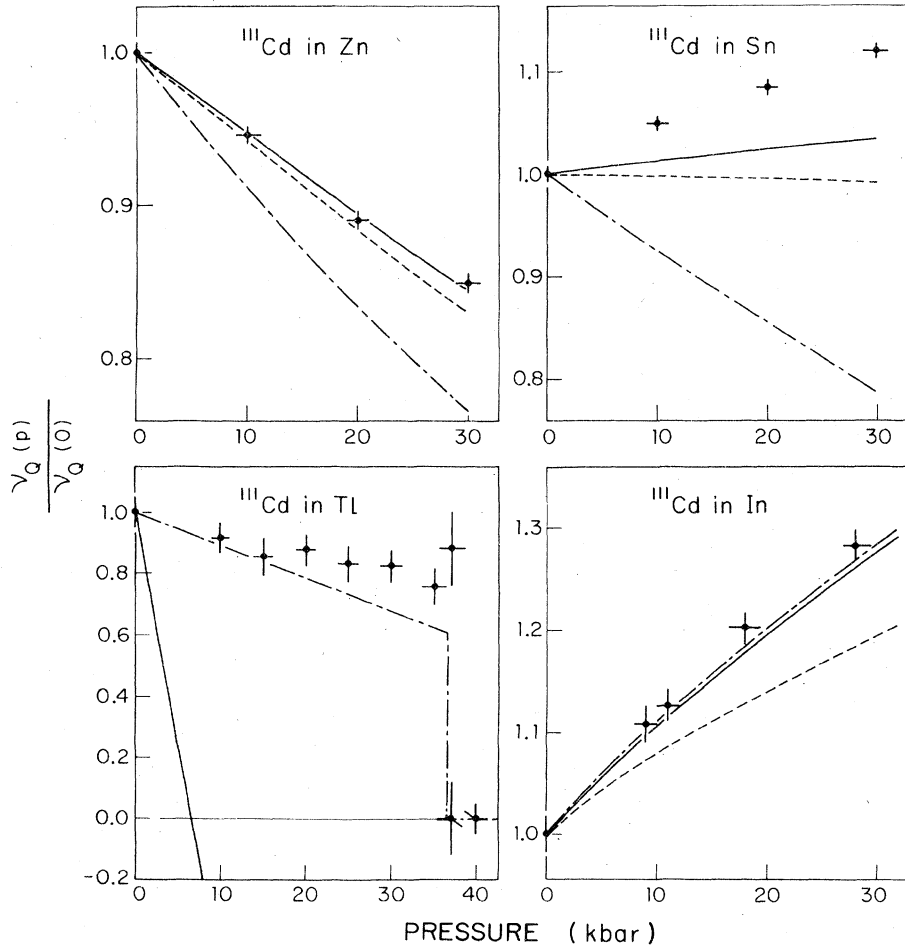 ¹¹¹Cd in Zn
1.0
0.9
0.8
0 10 20 30
¹¹¹Cd in Sn
1.1
1.0
0.9
0.8
0 10 20 30
ν_Q (p)
ν_Q (0)
¹¹¹Cd in Tl
1.0
0.8
0.6
0.4
0.2
0.0
-0.2
0 10 20 30 40
¹¹¹Cd in In
1.3
1.2
1.1
1.0
0 10 20 30
PRESSURE (kbar)